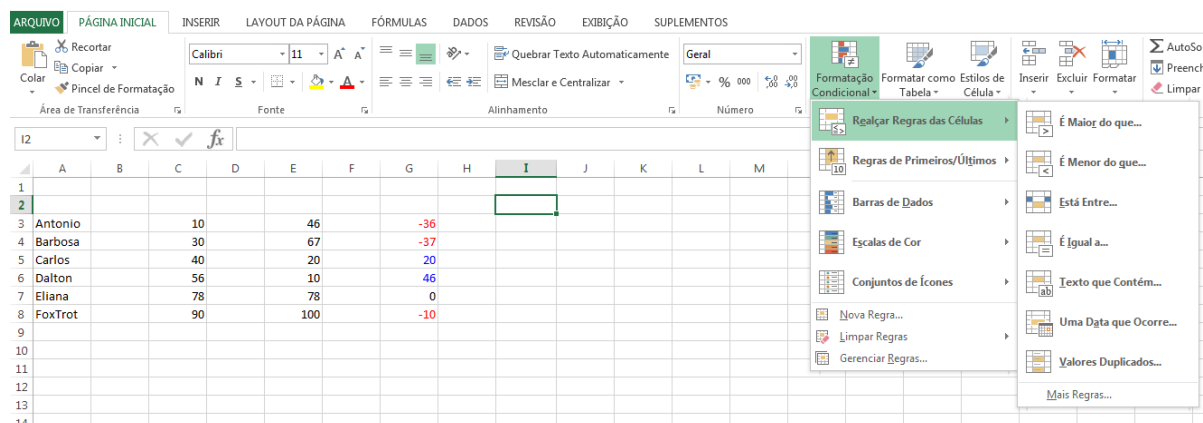 ARQUIVO PÁGINA INICIAL INSERIR LAYOUT DA PÁGINA FÓRMULAS DADOS REVISÃO EXIBIÇÃO SUPLEMENTOS
Recortar
Copiar
Pincel de Formatação
Colar
Área de Transferência
Calibri 11 A A
N I S A
Fonte
Quebrar Texto Automaticamente
Mesclar e Centralizar
Alinhamento
Geral
% 000 ,00 ,00
Número
Formatação Condicional
Formatar como Tabela
Estilos de Célula
Inserir Excluir Formatar
AutoSo
Preench
Limpar
I2 fx
A B C D E F G H I J K L M
1
2
3 Antonio 10 46 -36
4 Barbosa 30 67 -37
5 Carlos 40 20 20
6 Dalton 56 10 46
7 Eliana 78 78 0
8 FoxTrot 90 100 -10
9
10
11
12
13
14
Realçar Regras das Células
Regras de Primeiros/Últimos
Barras de Dados
Escalas de Cor
Conjuntos de Ícones
Nova Regra...
Limpar Regras
Gerenciar Regras...
É Maior do que...
É Menor do que...
Está Entre...
É Igual a...
Texto que Contém...
Uma Data que Ocorre...
Valores Duplicados...
Mais Regras...